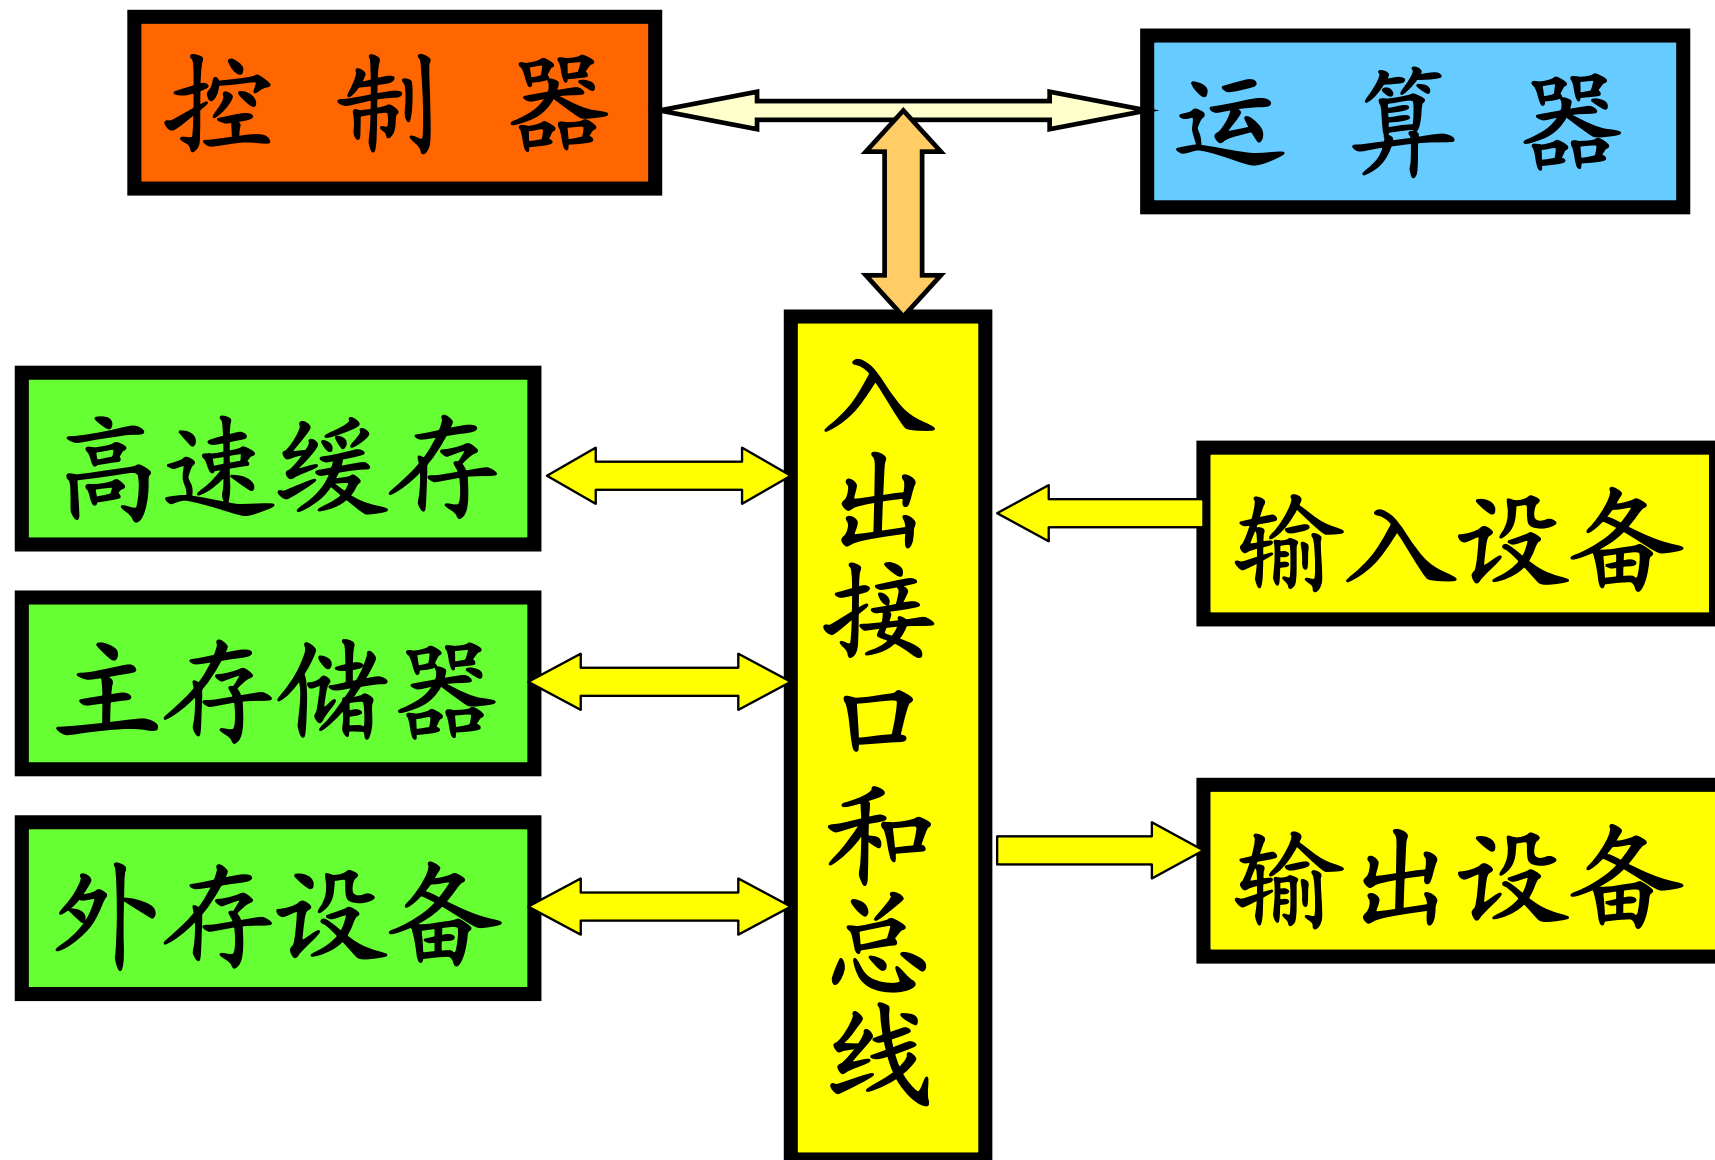 控 制 器
运 算 器
高速缓存
主存储器
外存设备
入出接口和总线
输入设备
输出设备